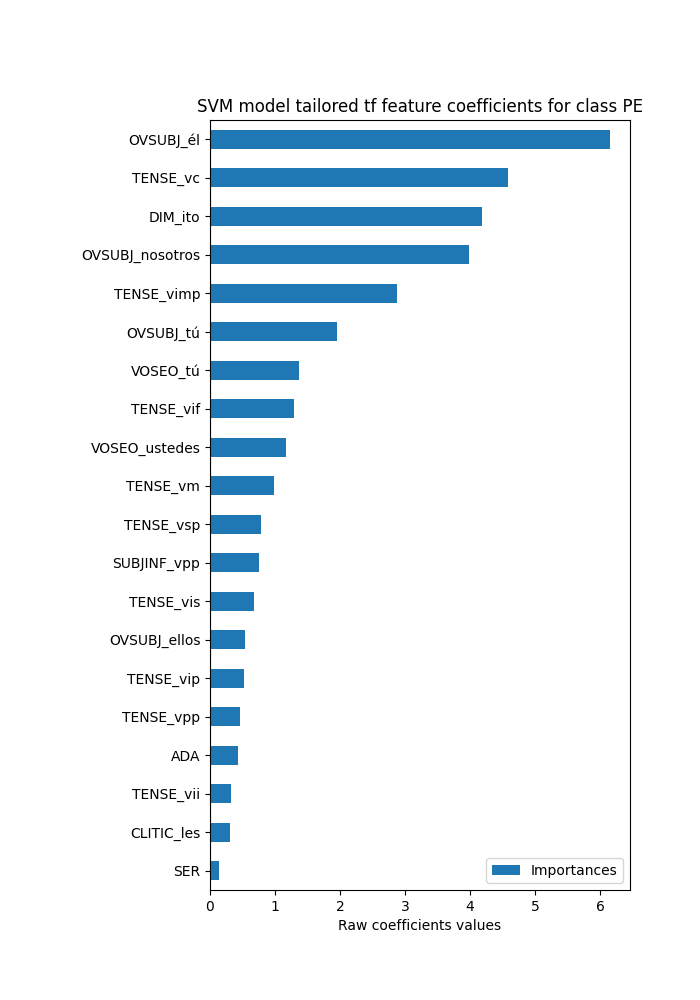 SVM model tailored tf feature coefficients for class PE
OVSUBJ_él
TENSE_vc
DIM_ito
OVSUBJ_nosotros
TENSE_vimp
OVSUBJ_tú
VOSEO_tú
TENSE_vif
VOSEO_ustedes
TENSE_vm
TENSE_vsp
SUBJINF_vpp
TENSE_vis
OVSUBJ_ellos
TENSE_vip
TENSE_vpp
ADA
TENSE_vii
CLITIC_les
SER
Importances
0 1 2 3 4 5 6
Raw coefficients values